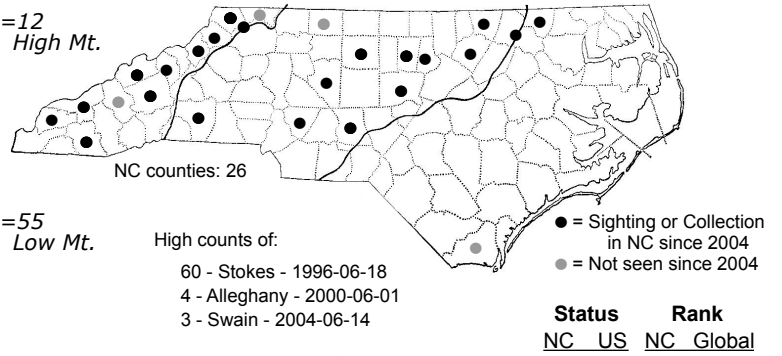 =12
High Mt.
NC counties: 26
=55
Low Mt.
High counts of:
60 - Stokes - 1996-06-18
4 - Alleghany - 2000-06-01
3 - Swain - 2004-06-14
= Sighting or Collection
in NC since 2004
= Not seen since 2004
Status Rank
NC US NC Global